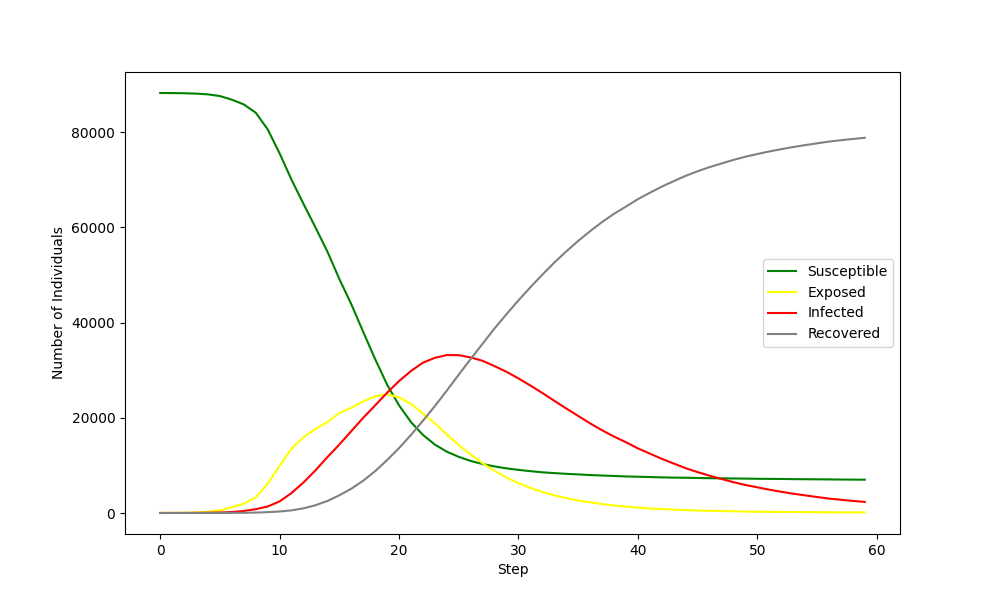 80000
60000
40000
20000
0
Number of Individuals
0 10 20 30 40 50 60
Step
Susceptible
Exposed
Infected
Recovered